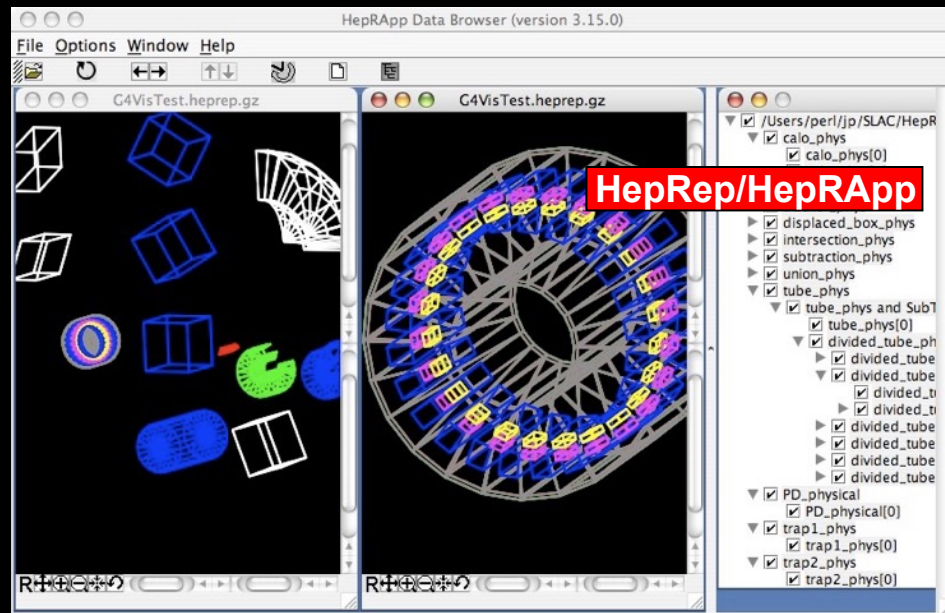 HepRApp Data Browser (version 3.15.0)
File Options Window Help
G4VisTest.heprep.gz
G4VisTest.heprep.gz
/Users/perl/jp/SLAC/HepR
calo_phys
calo_phys[0]
HepRep/HepRApp
displaced_box_phys
intersection_phys
subtraction_phys
union_phys
tube_phys
tube_phys and SubT
tube_phys[0]
divided_tube_ph
divided_tube
divided_tube
divided_t
divided_t
divided_tube
divided_tube
divided_tube
divided_tube
PD_physical
PD_physical[0]
trap1_phys
trap1_phys[0]
trap2_phys
trap2_phys[0]
R
R